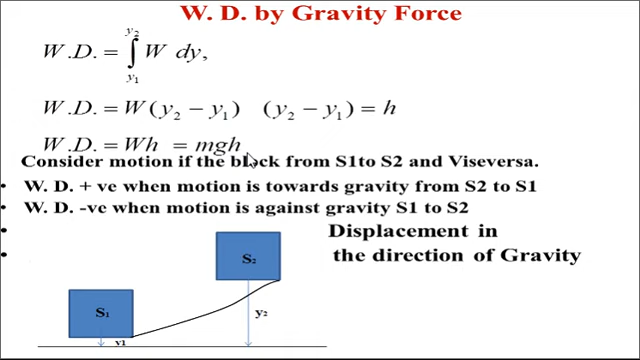 W. D. by Gravity Force
W.D. = ∫_{y₁}^{y₂} W dy,
W.D. = W (y₂ − y₁) (y₂ − y₁) = h
W.D. = Wh = mgh
Consider motion if the block from S1to S2 and Viseversa.
• W. D. + ve when motion is towards gravity from S2 to S1
• W. D. -ve when motion is against gravity S1 to S2
• Displacement in
• the direction of Gravity
S₂
S₁
y₂
y₁